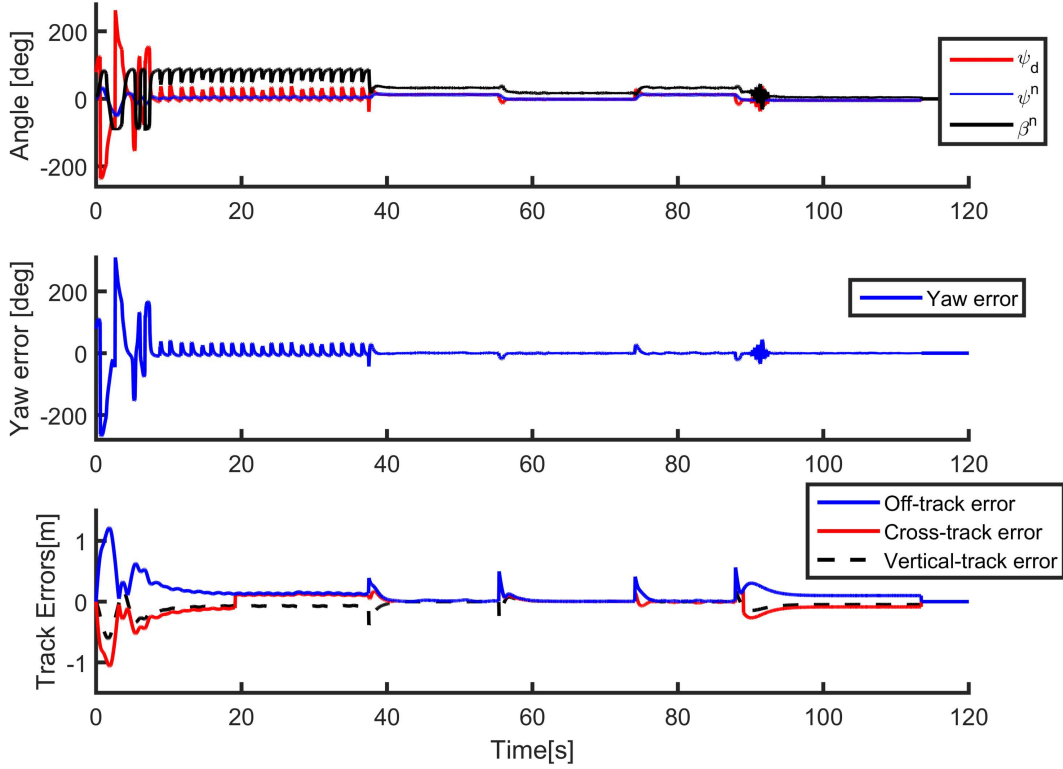 Angle [deg]
200
0
-200
ψd
ψn
βn
0 20 40 60 80 100 120
Yaw error [deg]
200
0
-200
Yaw error
0 20 40 60 80 100 120
Track Errors[m]
1
0
-1
Off-track error
Cross-track error
Vertical-track error
0 20 40 60 80 100 120
Time[s]